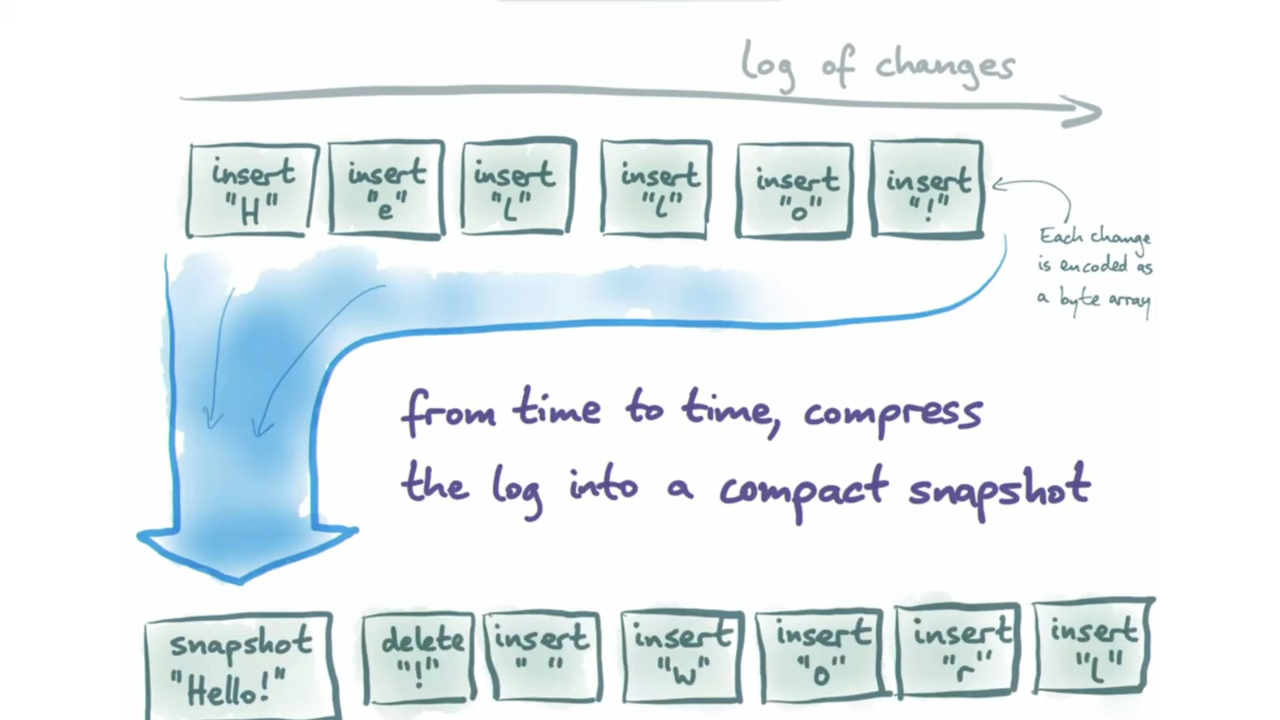 log of changes
insert
"H"
insert
"e"
insert
"l"
insert
"l"
insert
"o"
insert
"!"
Each change
is encoded as
a byte array
from time to time, compress
the log into a compact snapshot
snapshot
"Hello!"
delete
"!"
insert
" "
insert
"w"
insert
"o"
insert
"r"
insert
"l"